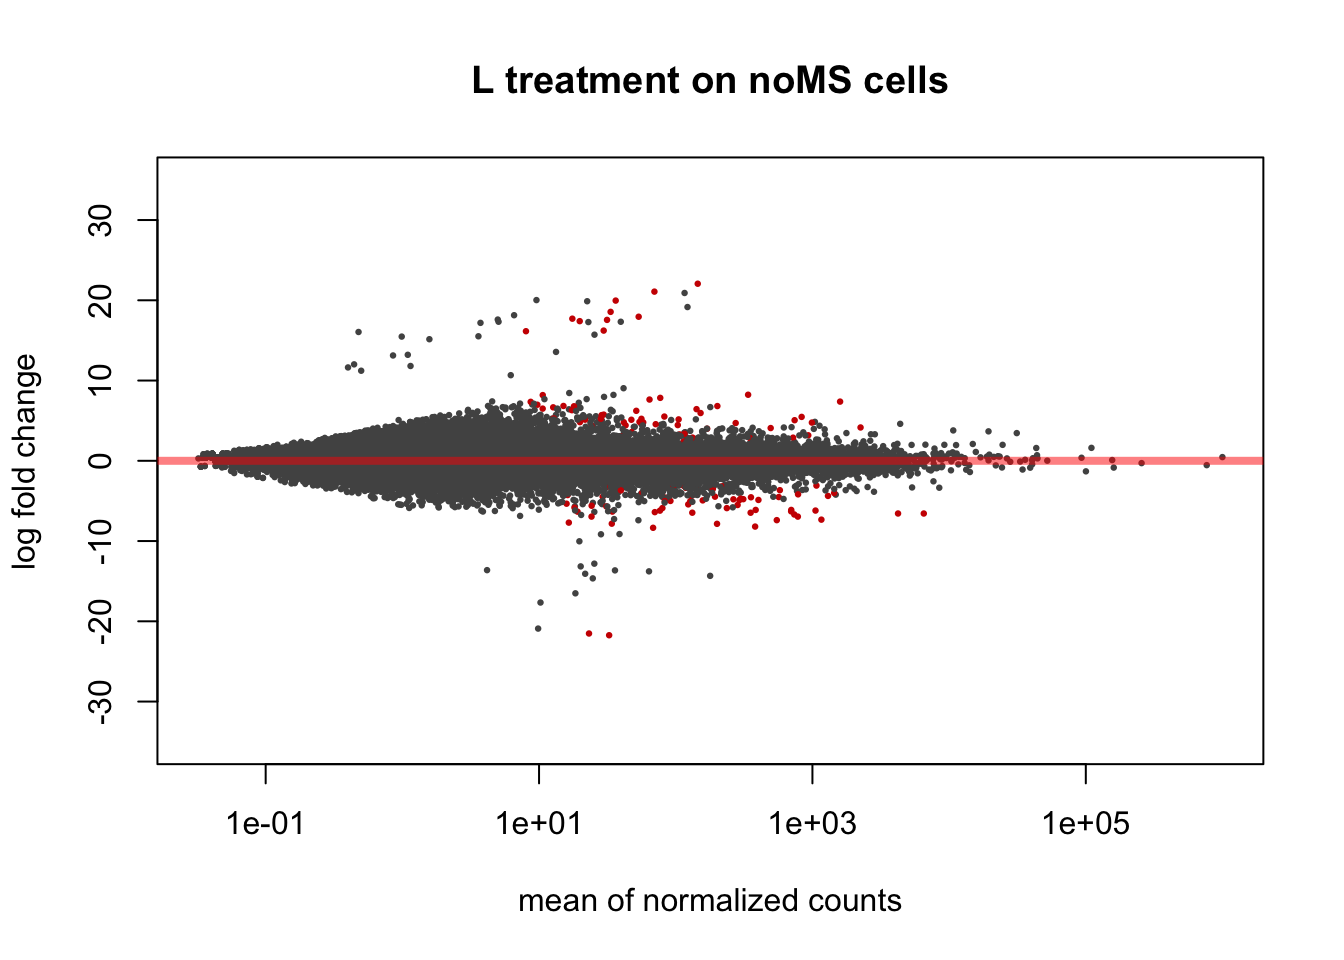 L treatment on noMS cells
log fold change
30
20
10
0
-10
-20
-30
1e-01
1e+01
1e+03
1e+05
mean of normalized counts